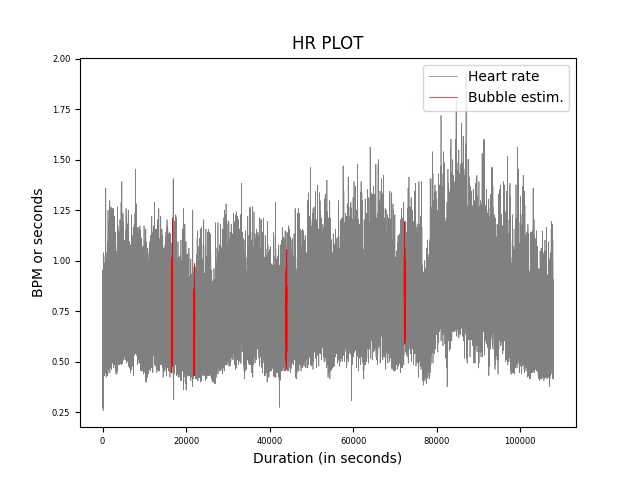 HR PLOT
Heart rate
Bubble estim.
BPM or seconds
2.00
1.75
1.50
1.25
1.00
0.75
0.50
0.25
0 20000 40000 60000 80000 100000
Duration (in seconds)